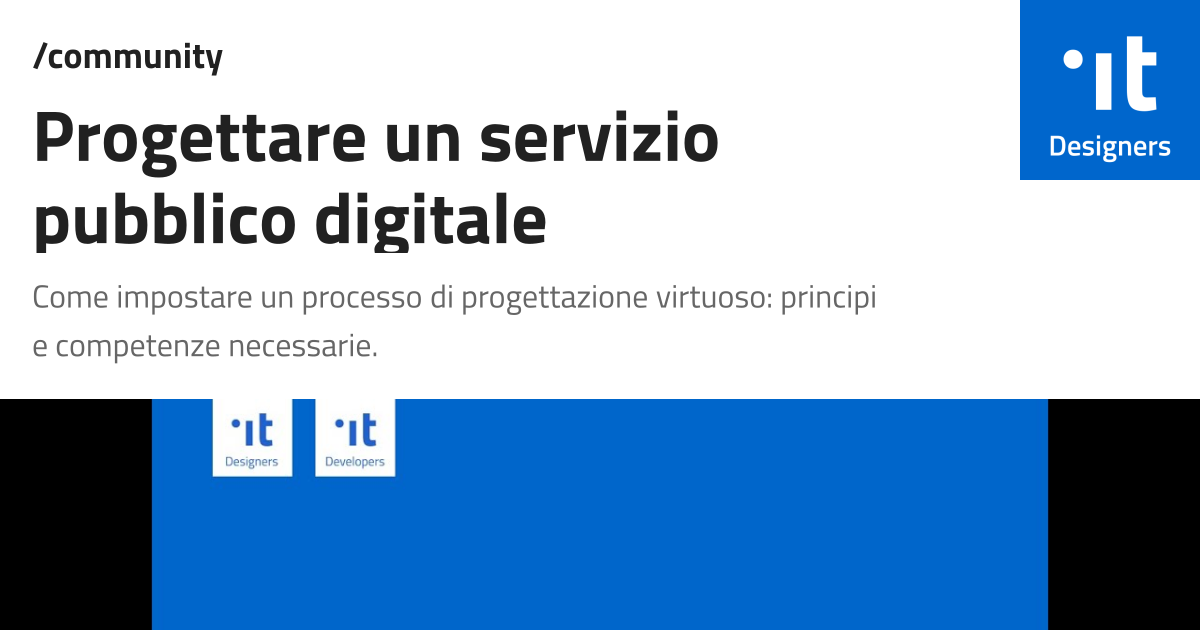 /community
Progettare un servizio
pubblico digitale
Come impostare un processo di progettazione virtuoso: principi
e competenze necessarie.
it
Designers
it
Designers
it
Developers